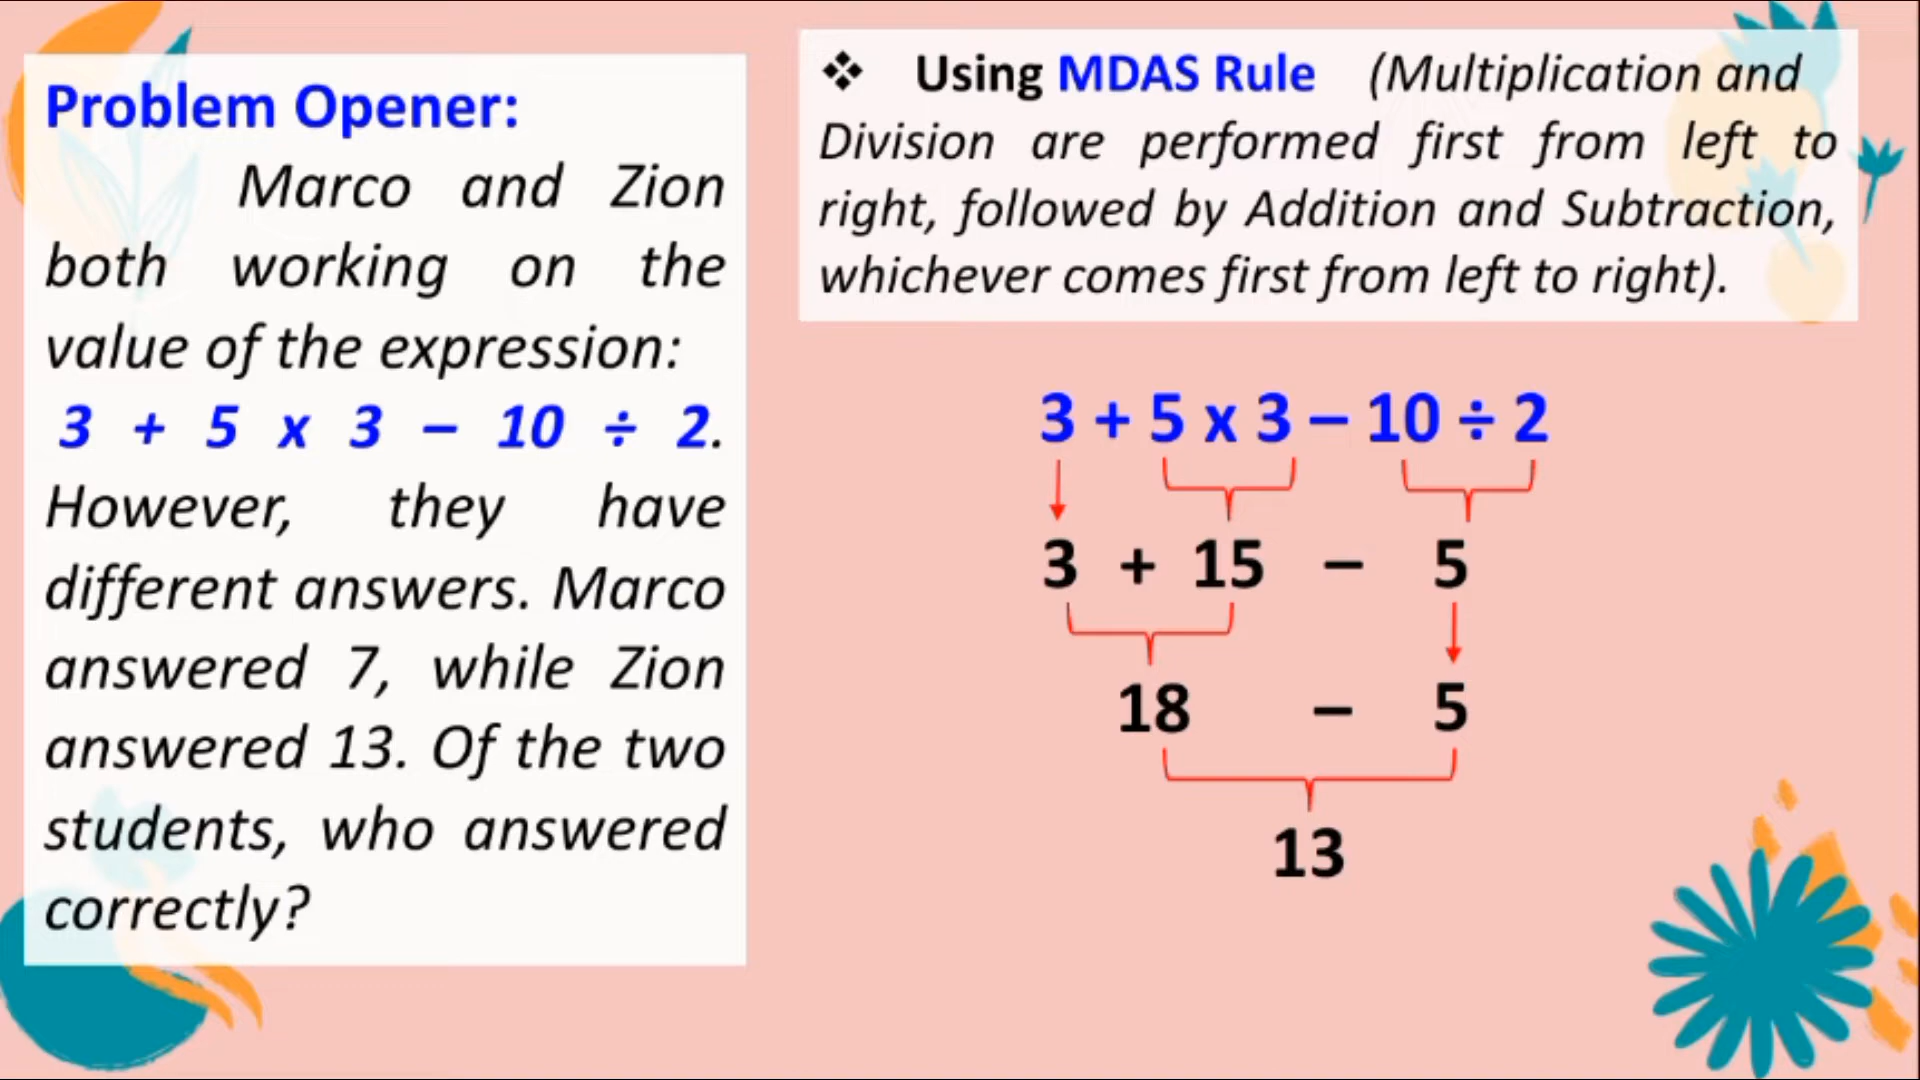 Problem Opener:
Marco and Zion
both working on the
value of the expression:
3 + 5 x 3 – 10 ÷ 2.
However, they have
different answers. Marco
answered 7, while Zion
answered 13. Of the two
students, who answered
correctly?
❖ Using MDAS Rule (Multiplication and
Division are performed first from left to
right, followed by Addition and Subtraction,
whichever comes first from left to right).
3 + 5 x 3 – 10 ÷ 2
3 + 15 – 5
18 – 5
13